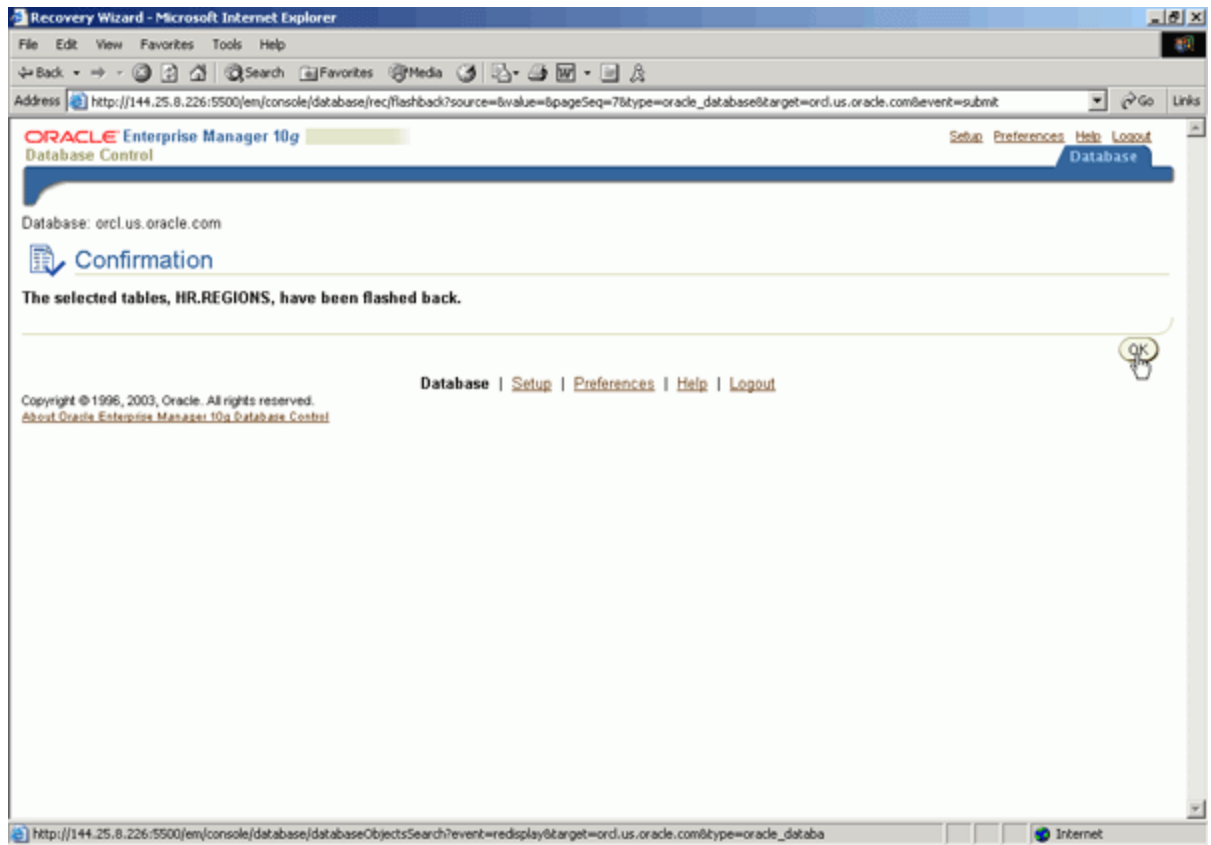 Recovery Wizard - Microsoft Internet Explorer
File Edit View Favorites Tools Help
Back Search Favorites Media
Address http://144.25.8.226:5500/em/console/database/rec/flashback?source=&value=&pageSeq=7&type=oracle_database&target=orcl.us.oracle.com&event=submit Go Links
ORACLE Enterprise Manager 10g Setup Preferences Help Logout
Database Control Database
Database: orcl.us.oracle.com
Confirmation
The selected tables, HR.REGIONS, have been flashed back.
OK
Database | Setup | Preferences | Help | Logout
Copyright © 1996, 2003, Oracle. All rights reserved.
About Oracle Enterprise Manager 10g Database Control
http://144.25.8.226:5500/em/console/database/databaseObjectsSearch?event=redisplay&target=orcl.us.oracle.com&type=oracle_databa Internet